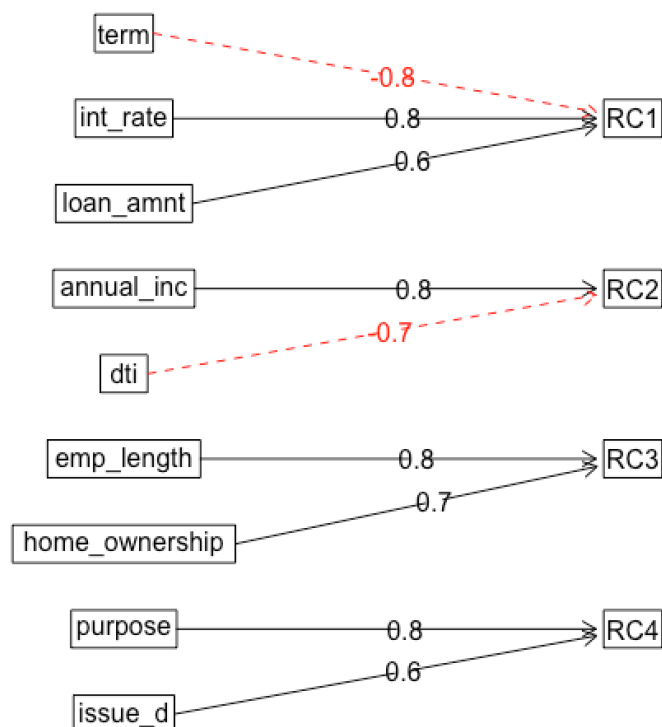 term
-0.8
int_rate
0.8
RC1
0.6
loan_amnt
annual_inc
0.8
RC2
-0.7
dti
emp_length
0.8
RC3
0.7
home_ownership
purpose
0.8
RC4
0.6
issue_d